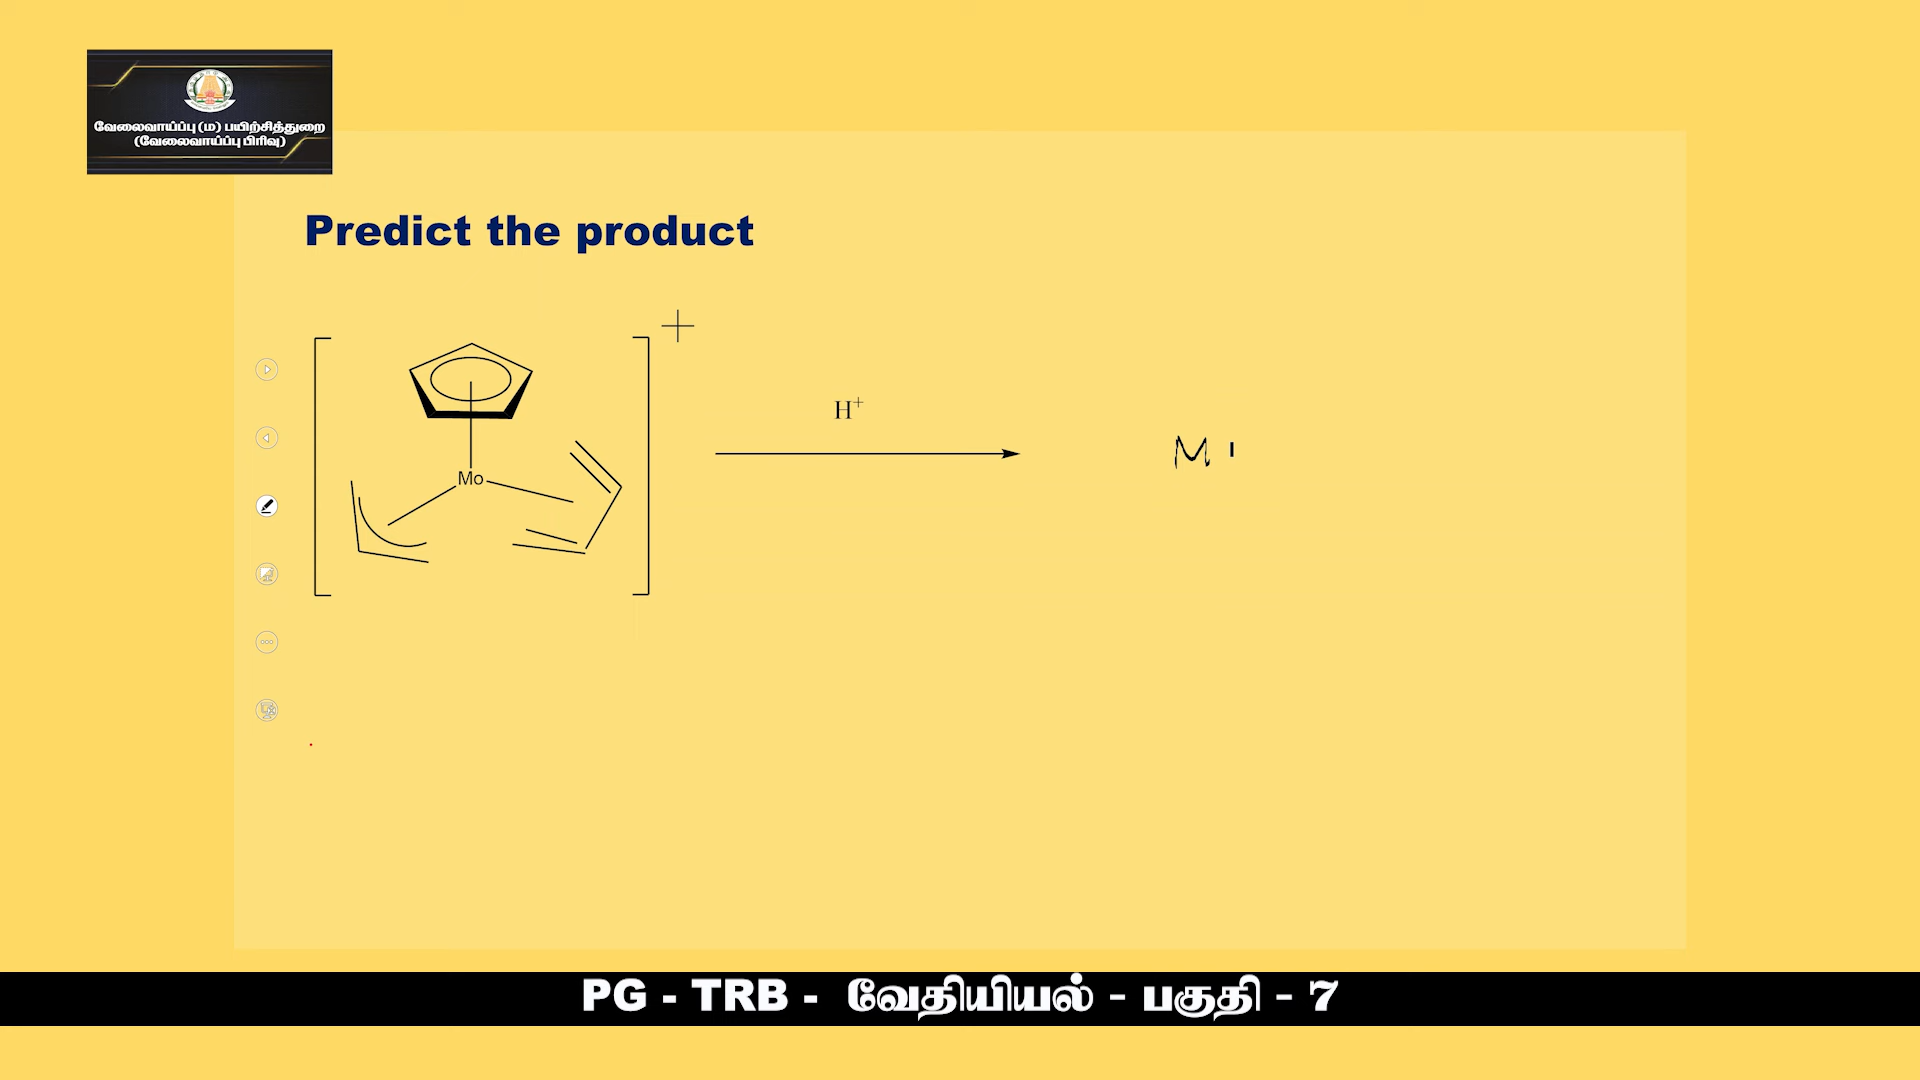 வேலைவாய்ப்பு (ம) பயிற்சித்துறை
(வேலைவாய்ப்பு பிரிவு)
Predict the product
+
H+
Mo
M
PG - TRB - வேதியியல் - பகுதி - 7